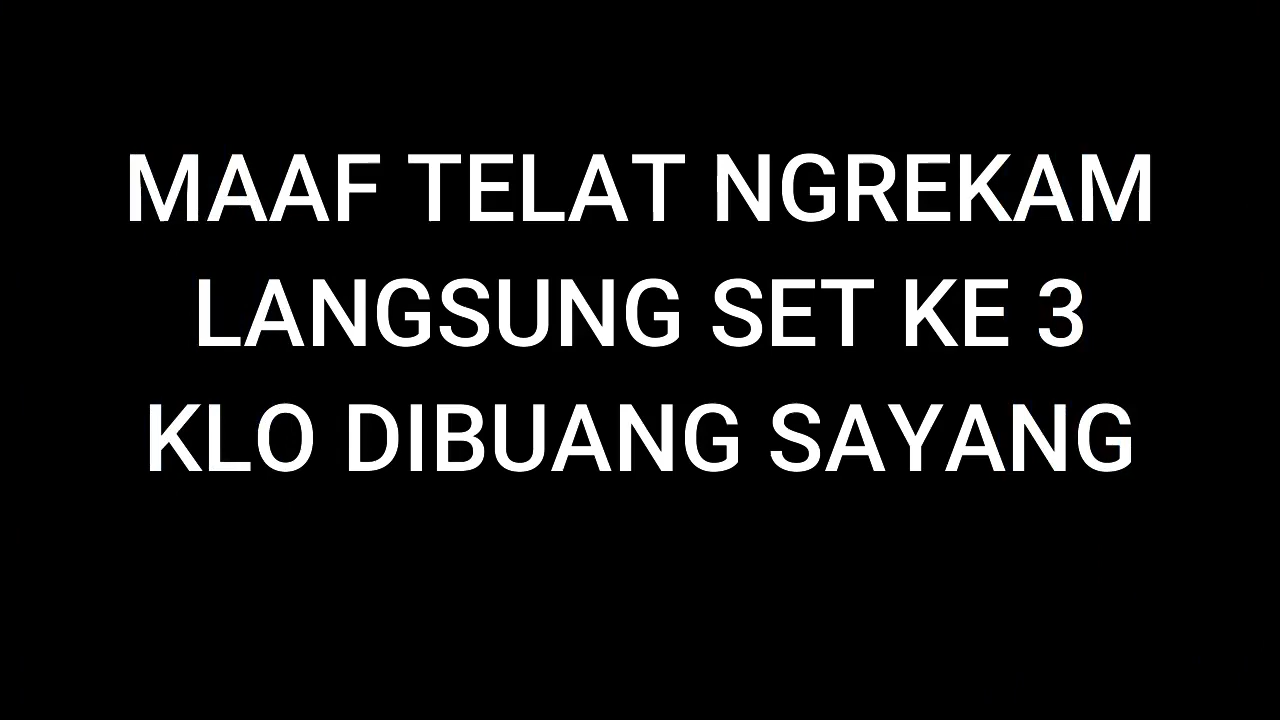 MAAF TELAT NGREKAM
LANGSUNG SET KE 3
KLO DIBUANG SAYANG